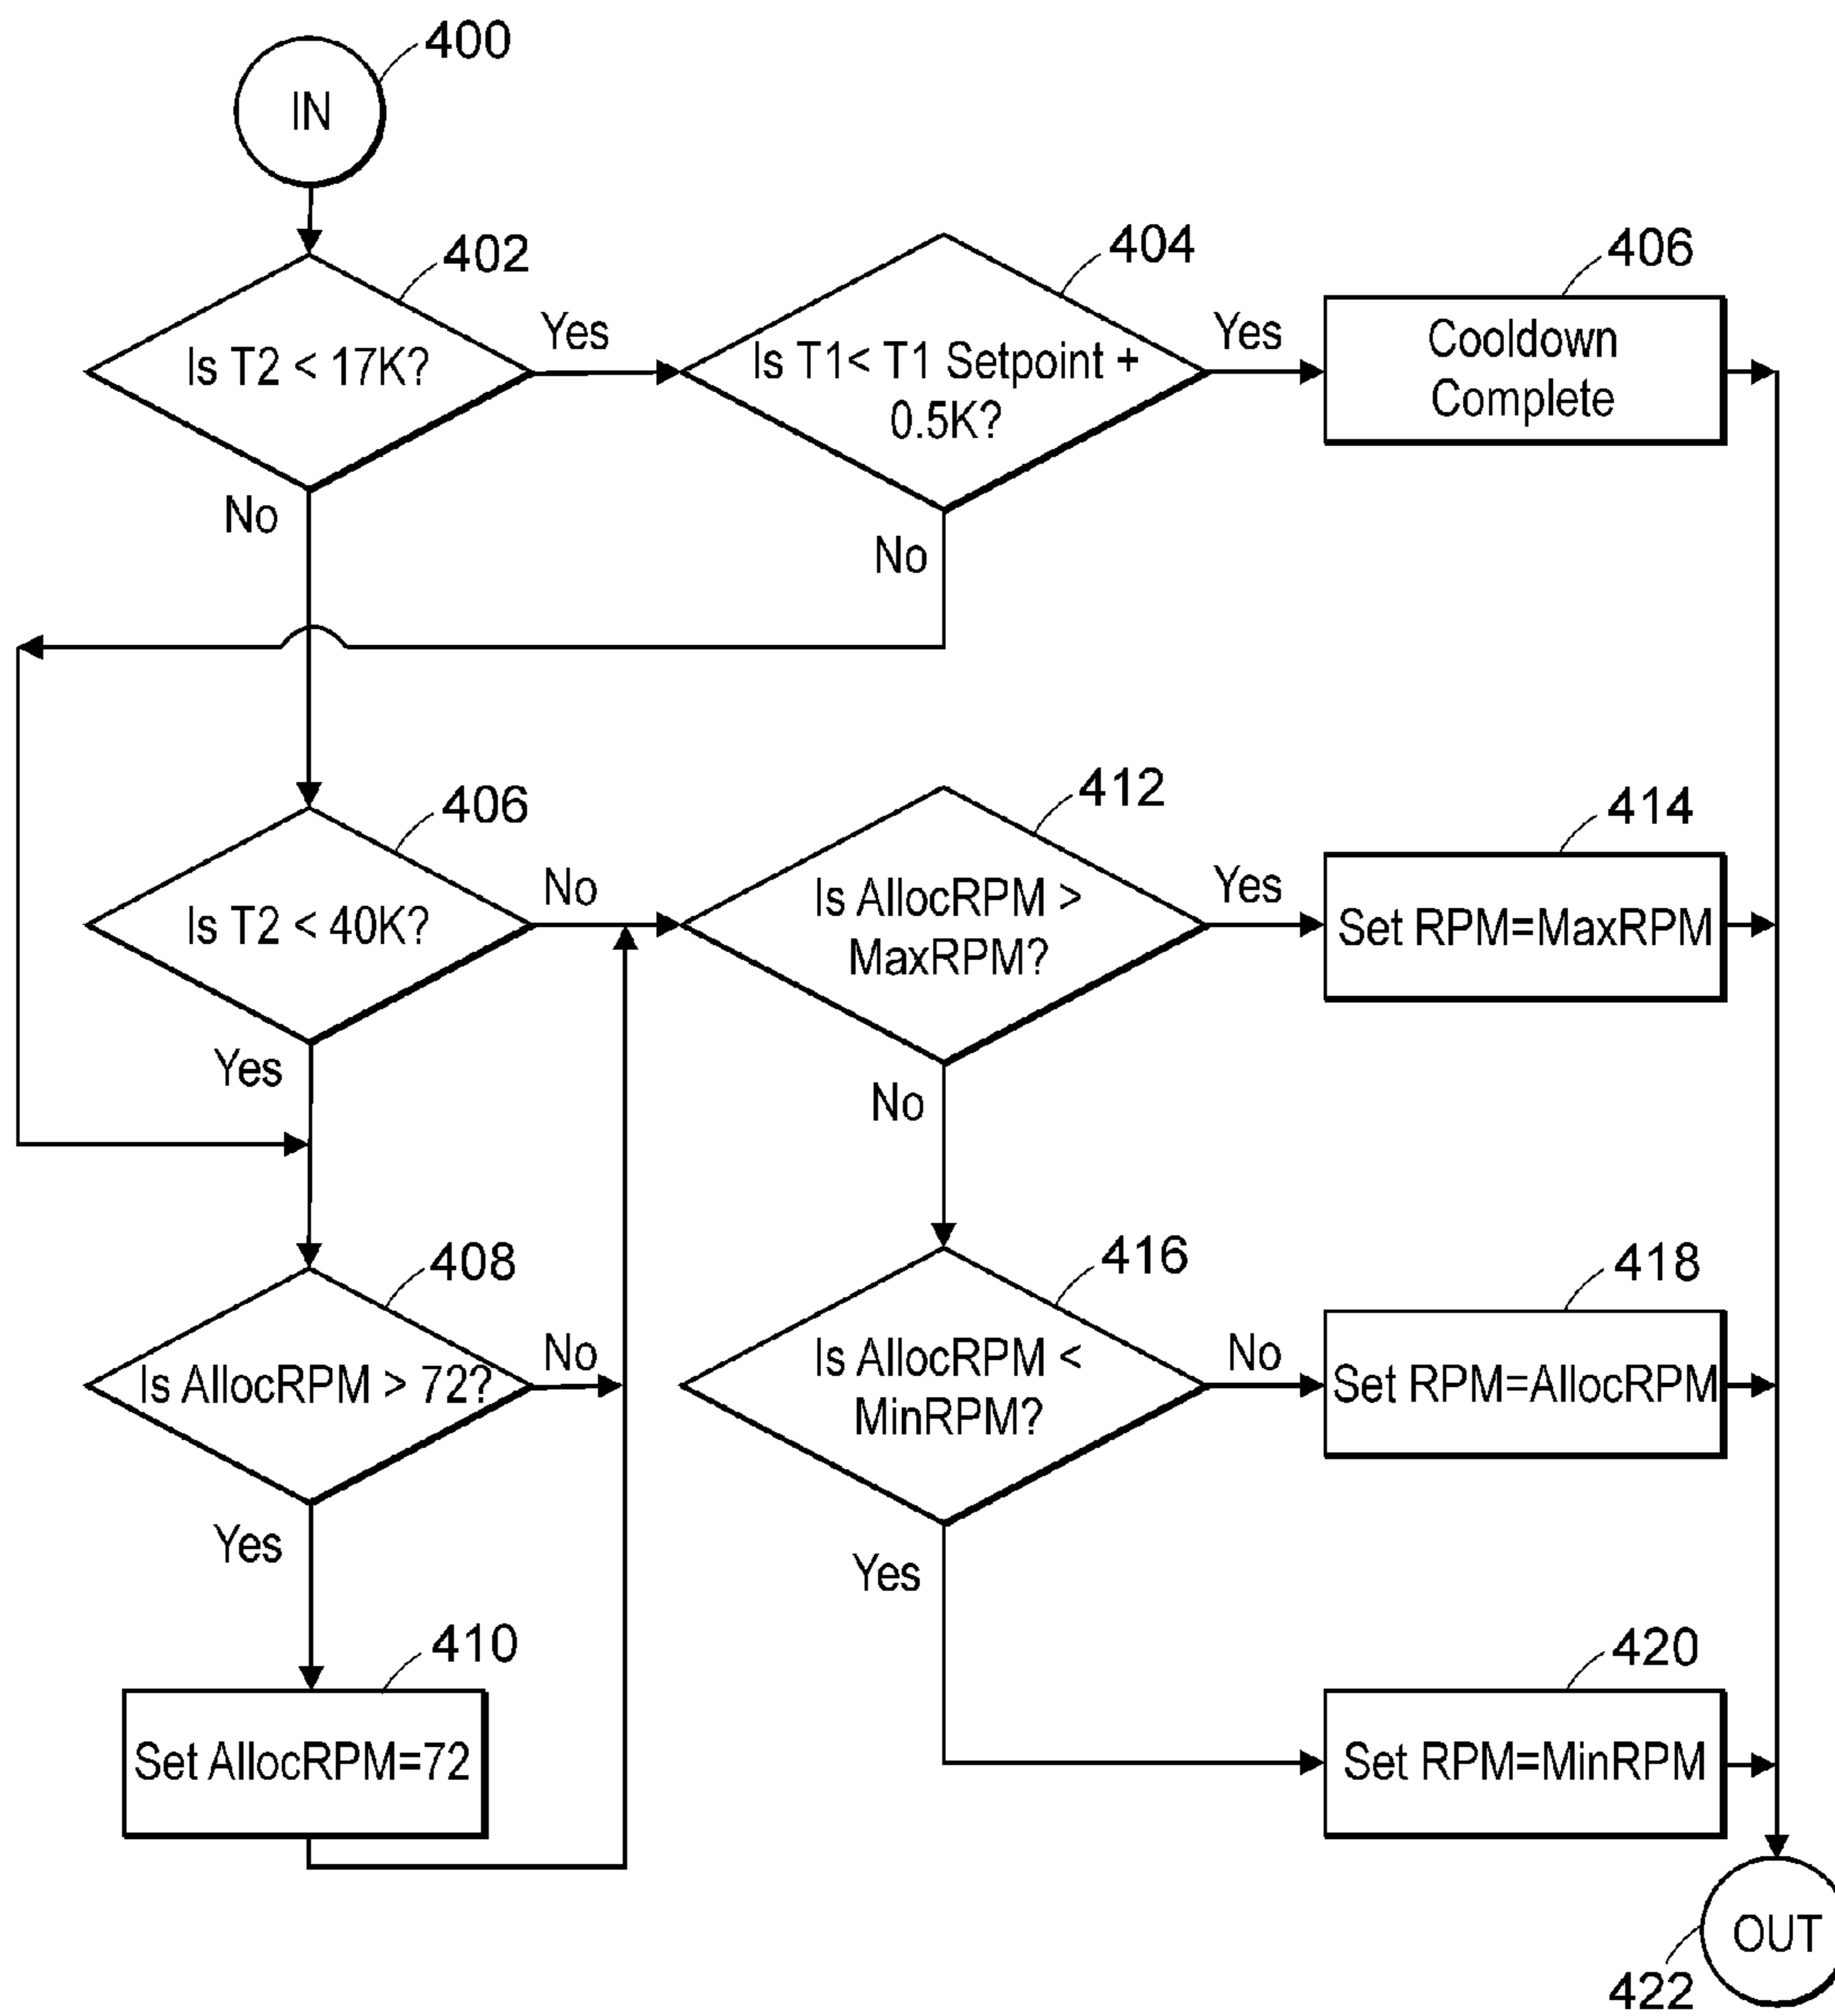 400
IN
402
Is T2 < 17K?
Yes
404
Is T1< T1 Setpoint +
0.5K?
Yes
406
Cooldown
Complete
No
No
406
Is T2 < 40K?
No
412
Is AllocRPM >
MaxRPM?
Yes
414
Set RPM=MaxRPM
Yes
No
408
Is AllocRPM > 72?
No
416
Is AllocRPM <
MinRPM?
No
418
Set RPM=AllocRPM
Yes
Yes
410
Set AllocRPM=72
420
Set RPM=MinRPM
OUT
422